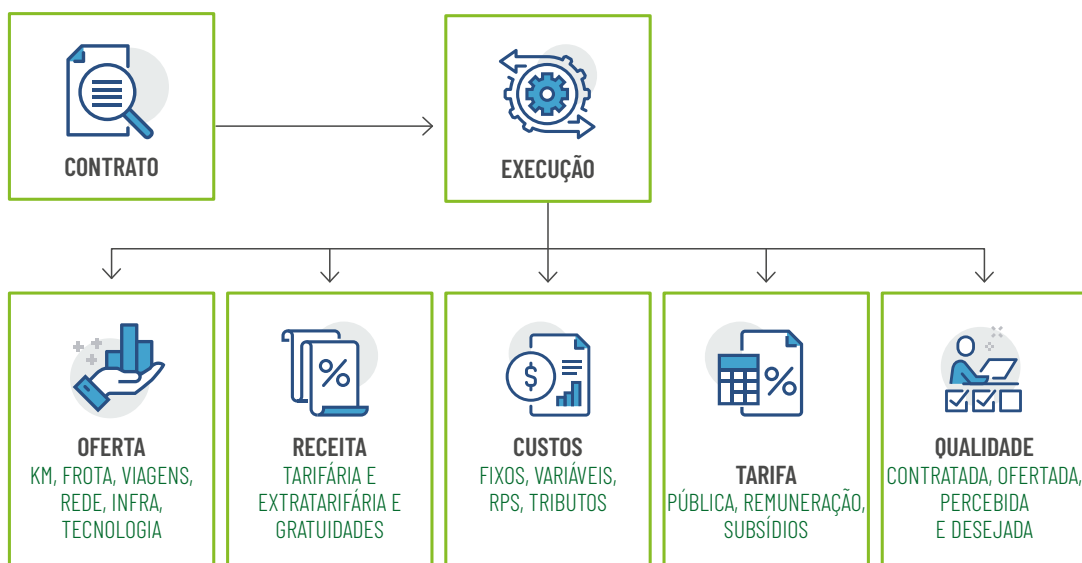 CONTRATO
EXECUÇÃO
OFERTA
KM, FROTA, VIAGENS,
REDE, INFRA,
TECNOLOGIA
RECEITA
TARIFÁRIA E
EXTRATARIFÁRIA E
GRATUIDADES
CUSTOS
FIXOS, VARIÁVEIS,
RPS, TRIBUTOS
TARIFA
PÚBLICA, REMUNERAÇÃO,
SUBSÍDIOS
QUALIDADE
CONTRATADA, OFERTADA,
PERCEBIDA
E DESEJADA